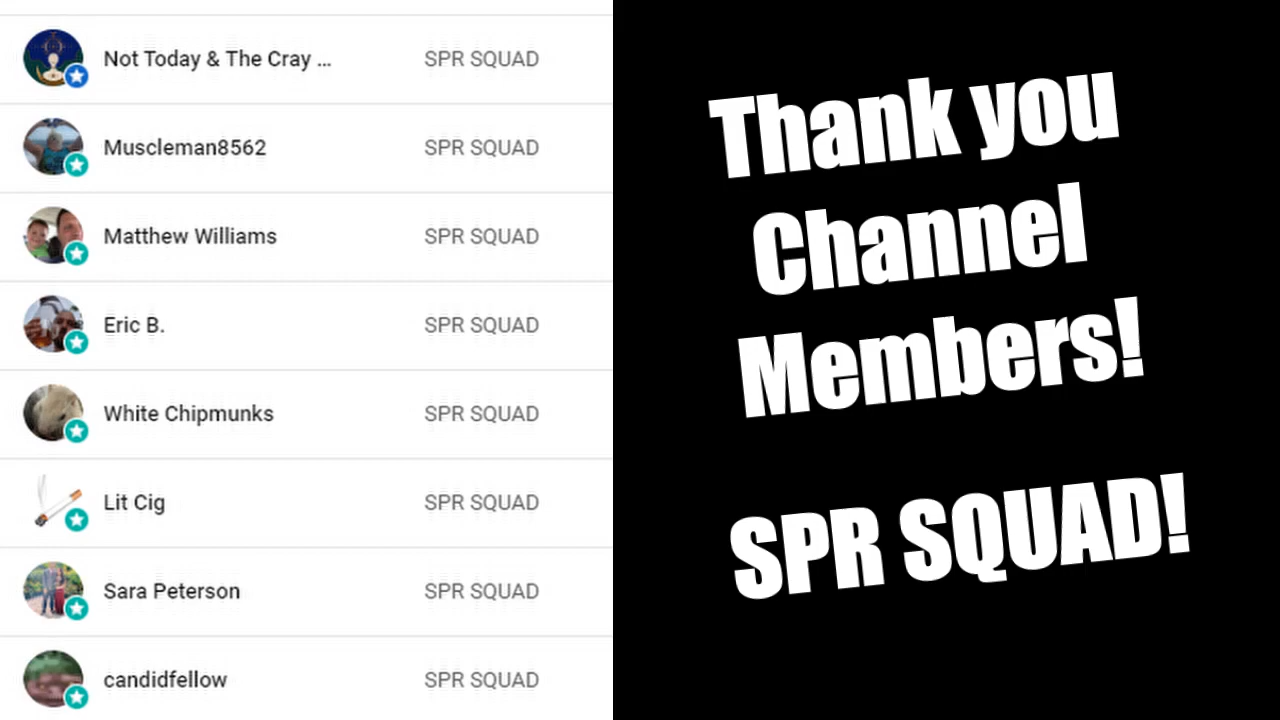 Not Today & The Cray ... SPR SQUAD
Muscleman8562 SPR SQUAD
Matthew Williams SPR SQUAD
Eric B. SPR SQUAD
White Chipmunks SPR SQUAD
Lit Cig SPR SQUAD
Sara Peterson SPR SQUAD
candidfellow SPR SQUAD
Thank you
Channel
Members!
SPR SQUAD!